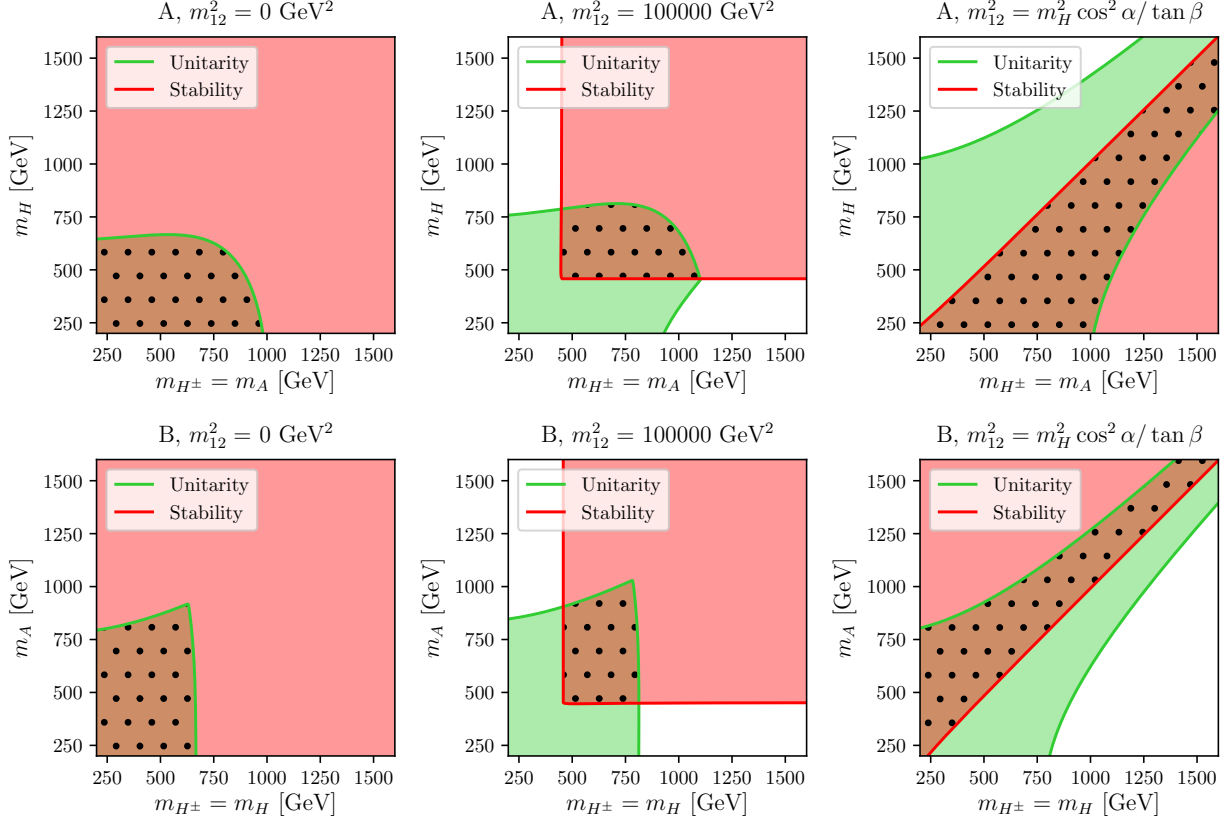 A, $m_{12}^2 = 0$ GeV$^2$
Unitarity
Stability
1500
1250
1000
750
500
250
$m_H$ [GeV]
250 500 750 1000 1250 1500
$m_{H^\pm} = m_A$ [GeV]
A, $m_{12}^2 = 100000$ GeV$^2$
Unitarity
Stability
1500
1250
1000
750
500
250
$m_H$ [GeV]
250 500 750 1000 1250 1500
$m_{H^\pm} = m_A$ [GeV]
A, $m_{12}^2 = m_H^2 \cos^2 \alpha / \tan \beta$
Unitarity
Stability
1500
1250
1000
750
500
250
$m_H$ [GeV]
250 500 750 1000 1250 1500
$m_{H^\pm} = m_A$ [GeV]
B, $m_{12}^2 = 0$ GeV$^2$
Unitarity
Stability
1500
1250
1000
750
500
250
$m_A$ [GeV]
250 500 750 1000 1250 1500
$m_{H^\pm} = m_H$ [GeV]
B, $m_{12}^2 = 100000$ GeV$^2$
Unitarity
Stability
1500
1250
1000
750
500
250
$m_A$ [GeV]
250 500 750 1000 1250 1500
$m_{H^\pm} = m_H$ [GeV]
B, $m_{12}^2 = m_H^2 \cos^2 \alpha / \tan \beta$
Unitarity
Stability
1500
1250
1000
750
500
250
$m_A$ [GeV]
250 500 750 1000 1250 1500
$m_{H^\pm} = m_H$ [GeV]